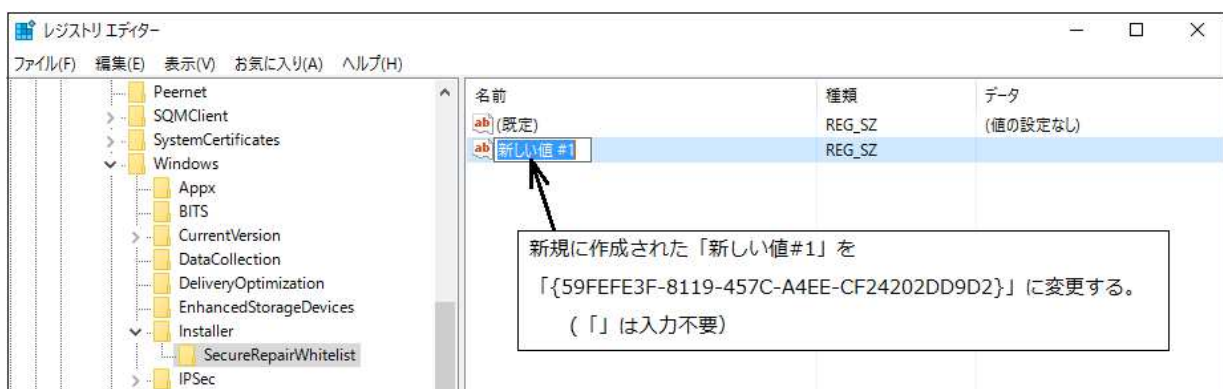 レジストリ エディター
ファイル(F) 編集(E) 表示(V) お気に入り(A) ヘルプ(H)
Peernet
SQMClient
SystemCertificates
Windows
Appx
BITS
CurrentVersion
DataCollection
DeliveryOptimization
EnhancedStorageDevices
Installer
SecureRepairWhitelist
IPSec
名前 種類 データ
ab (既定) REG_SZ (値の設定なし)
ab 新しい値 #1 REG_SZ
新規に作成された「新しい値#1」を
「{59FEFE3F-8119-457C-A4EE-CF24202DD9D2}」に変更する。
(「」は入力不要)